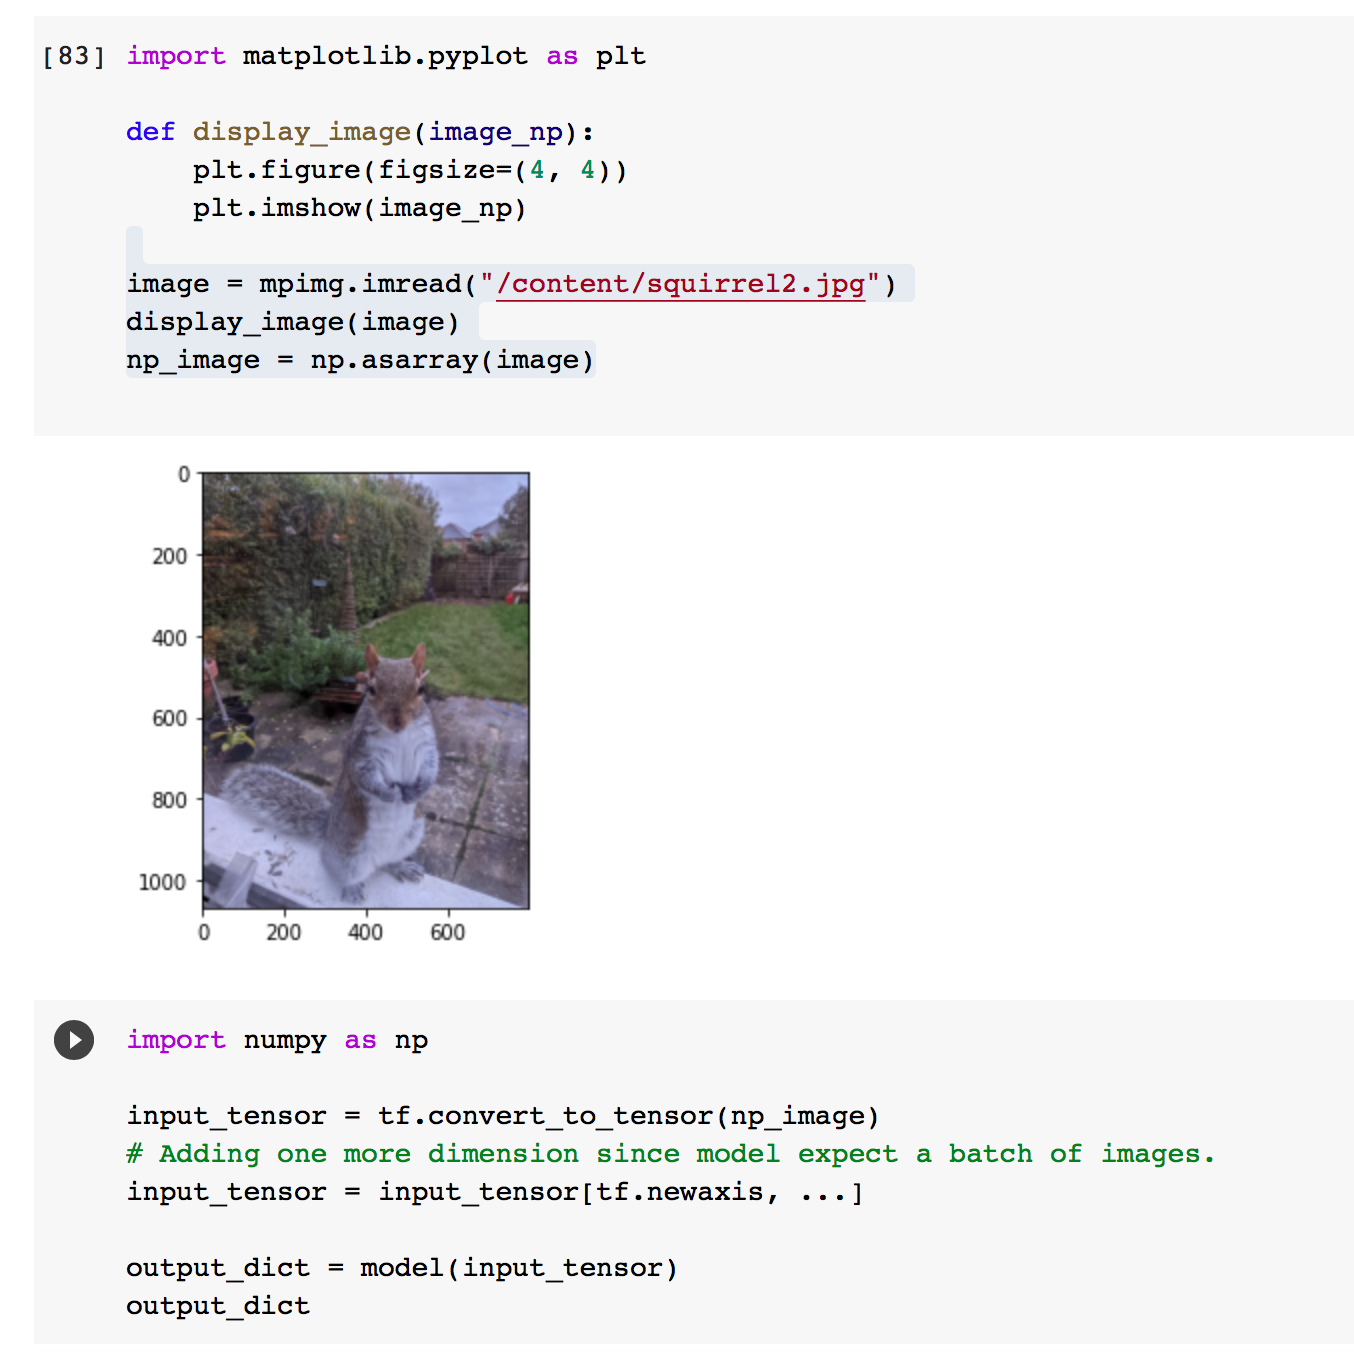 [83] import matplotlib.pyplot as plt
def display_image(image_np):
    plt.figure(figsize=(4, 4))
    plt.imshow(image_np)
image = mpimg.imread("/content/squirrel2.jpg")
display_image(image)
np_image = np.asarray(image)
0
200
400
600
800
1000
0 200 400 600
import numpy as np
input_tensor = tf.convert_to_tensor(np_image)
# Adding one more dimension since model expect a batch of images.
input_tensor = input_tensor[tf.newaxis, ...]
output_dict = model(input_tensor)
output_dict